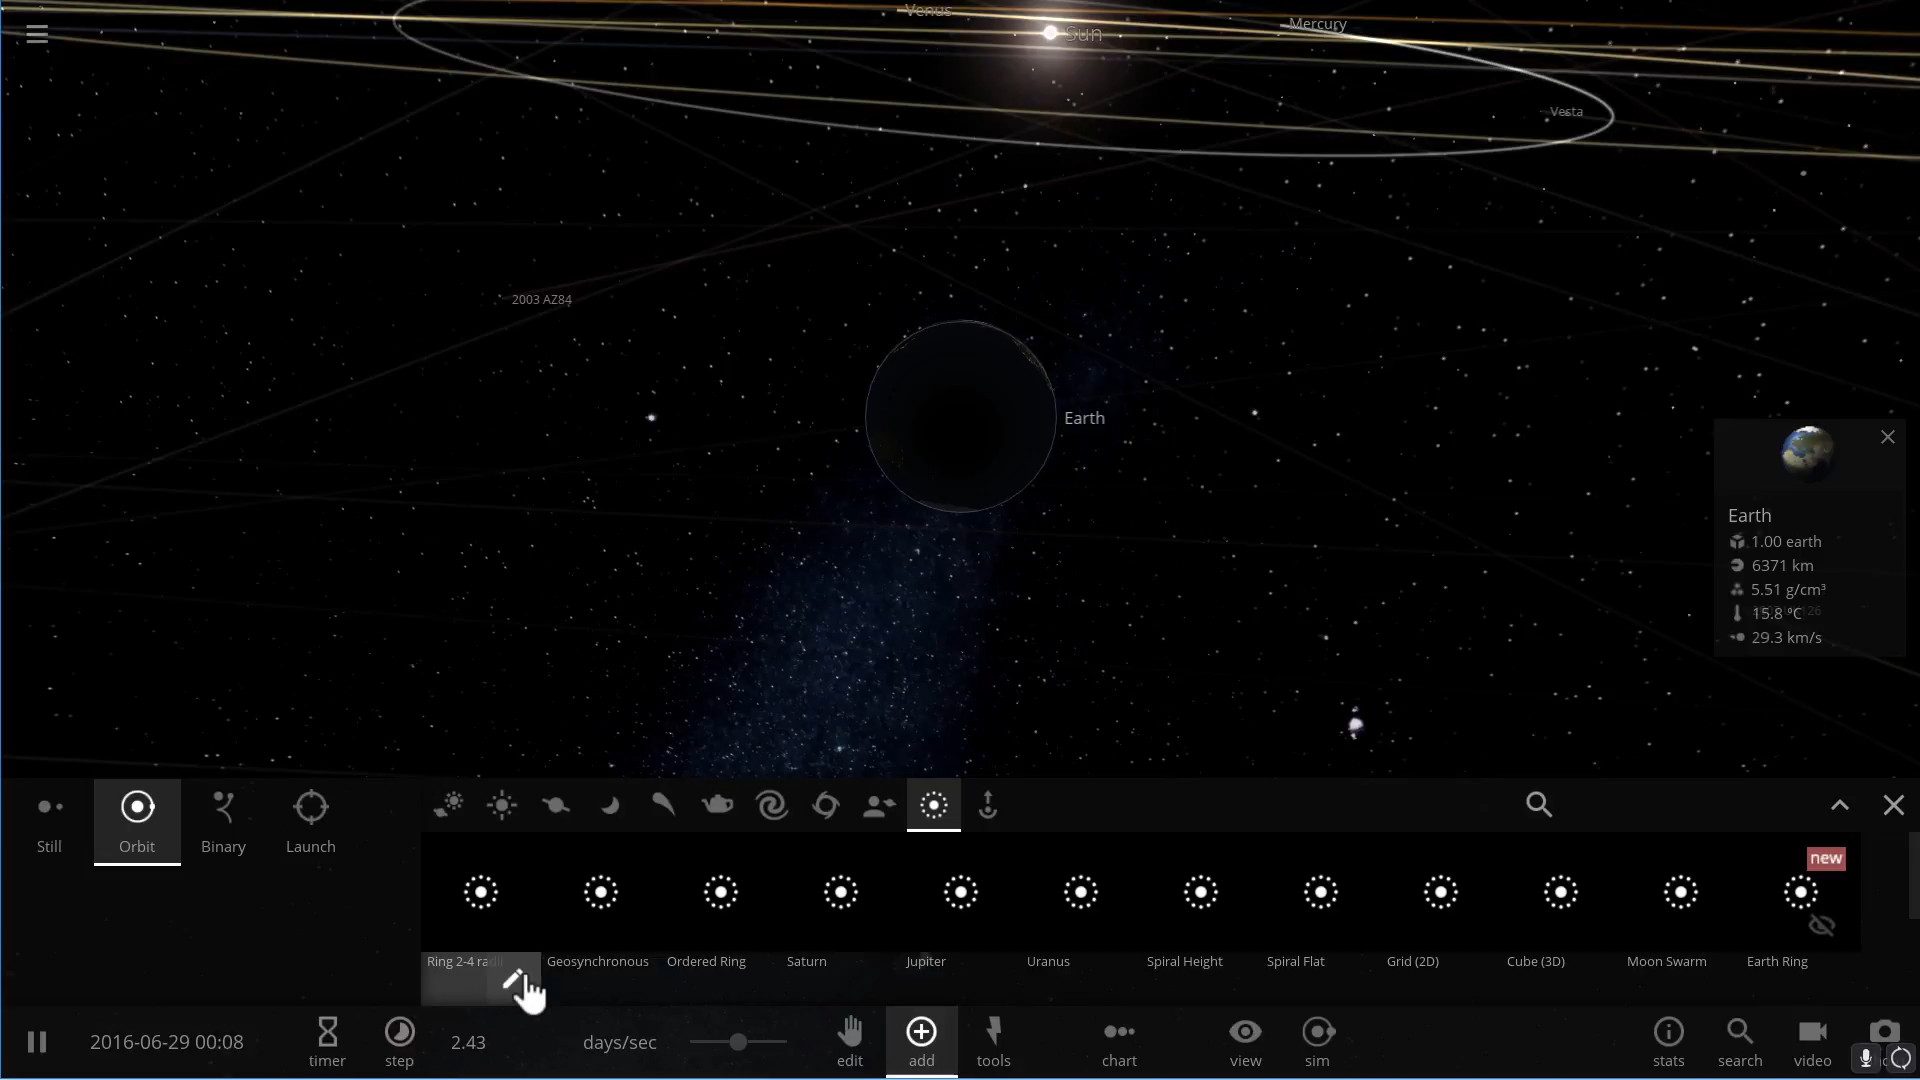 Venus
Sun
Mercury
Vesta
2003 AZ84
Earth
Earth
1.00 earth
6371 km
5.51 g/cm³
15.8 °C
29.3 km/s
Still
Orbit
Binary
Launch
new
Ring 2-4 radii
Geosynchronous
Ordered Ring
Saturn
Jupiter
Uranus
Spiral Height
Spiral Flat
Grid (2D)
Cube (3D)
Moon Swarm
Earth Ring
2016-06-29 00:08
timer
step
2.43
days/sec
edit
add
tools
chart
view
sim
stats
search
video